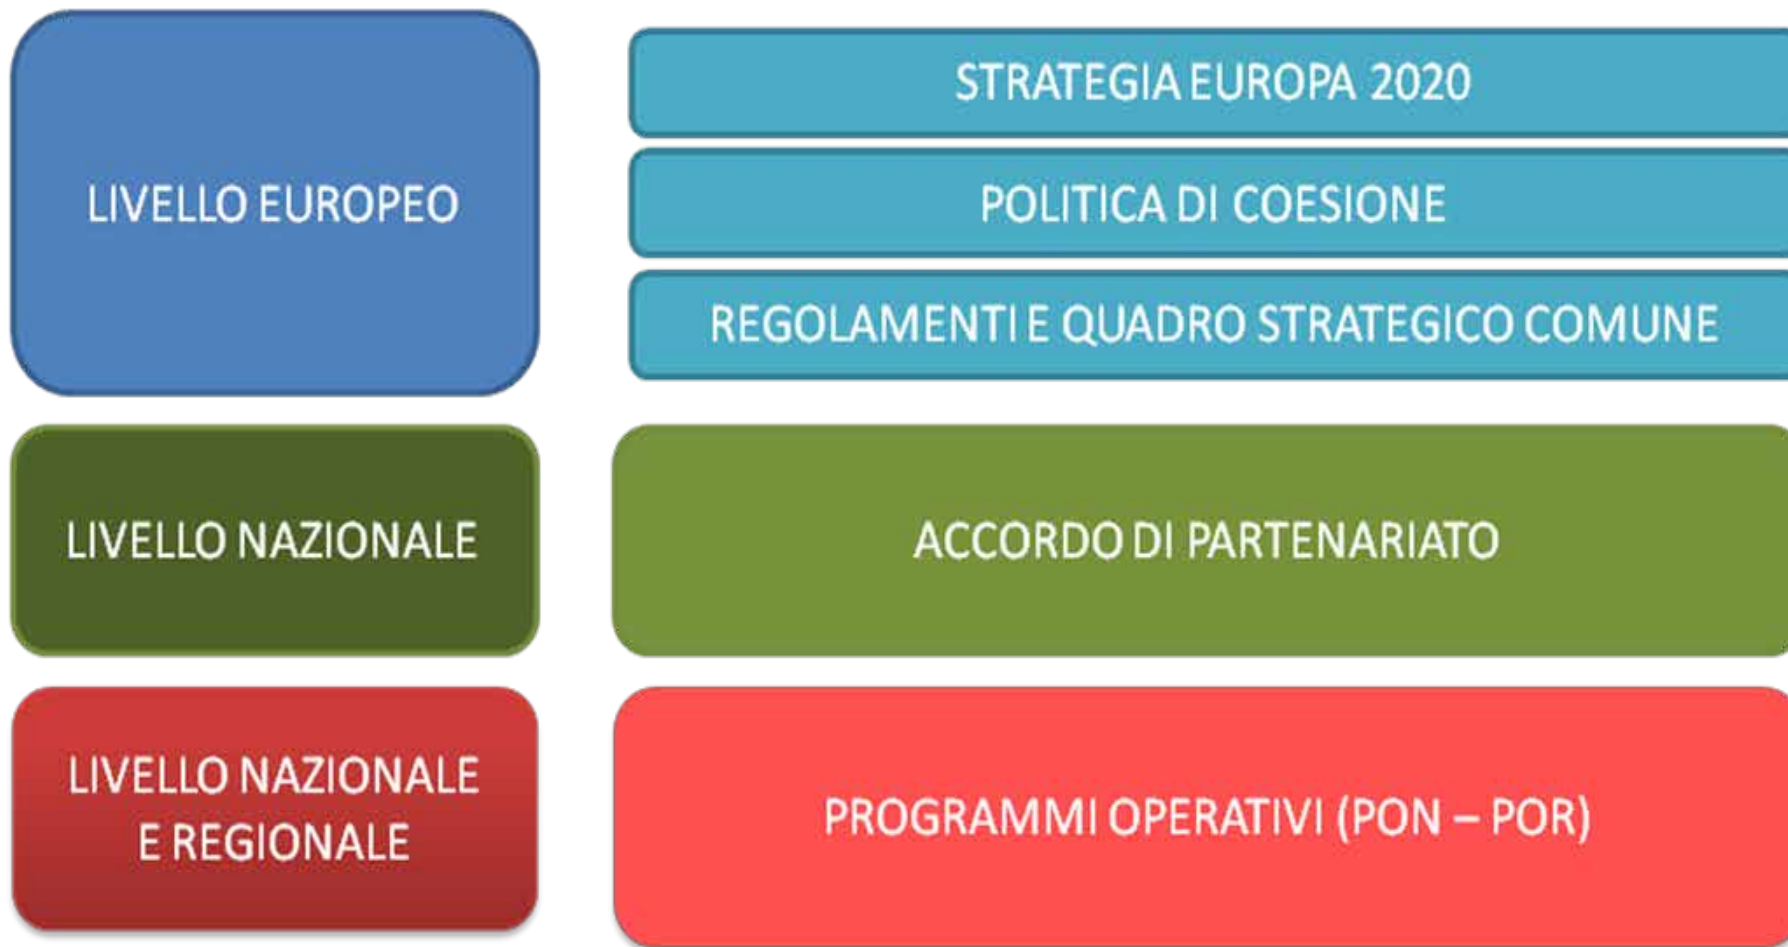 LIVELLO EUROPEO
STRATEGIA EUROPA 2020
POLITICA DI COESIONE
REGOLAMENTI E QUADRO STRATEGICO COMUNE
LIVELLO NAZIONALE
ACCORDO DI PARTENARIATO
LIVELLO NAZIONALE
E REGIONALE
PROGRAMMI OPERATIVI (PON – POR)